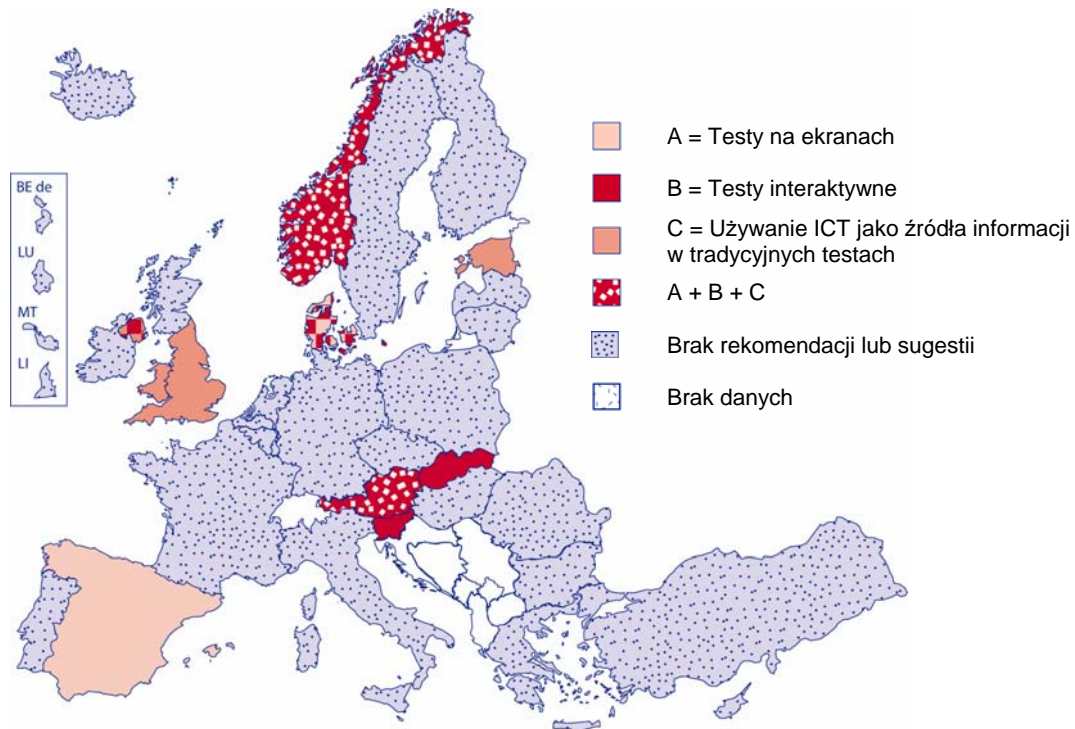 BE de
LU
MT
LI
A = Testy na ekranach
B = Testy interaktywne
C = Używanie ICT jako źródła informacji
w tradycyjnych testach
A + B + C
Brak rekomendacji lub sugestii
Brak danych